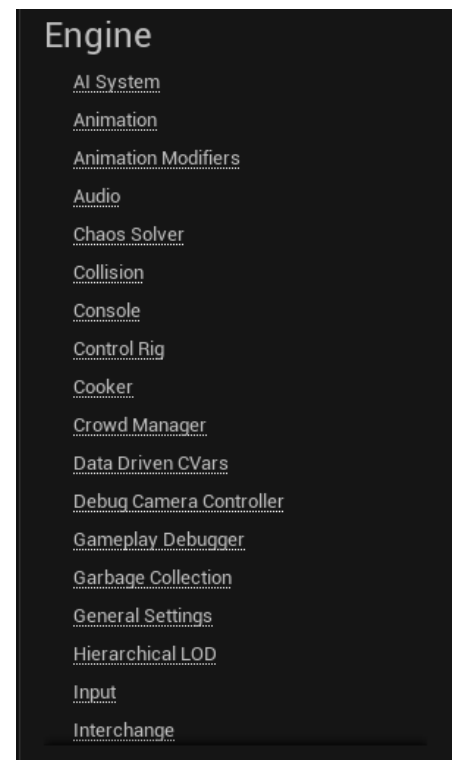 Engine
AI System
Animation
Animation Modifiers
Audio
Chaos Solver
Collision
Console
Control Rig
Cooker
Crowd Manager
Data Driven CVars
Debug Camera Controller
Gameplay Debugger
Garbage Collection
General Settings
Hierarchical LOD
Input
Interchange